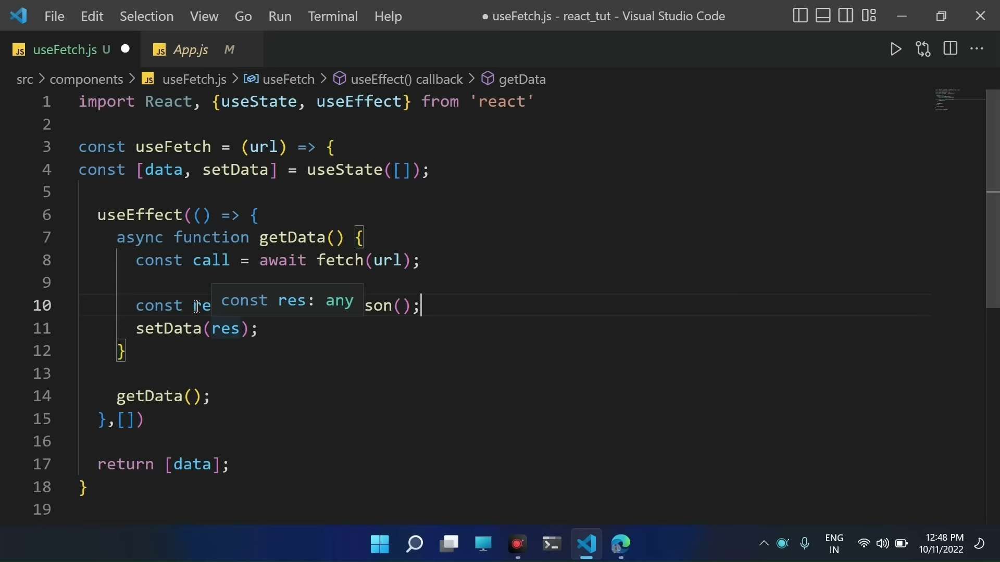 File Edit Selection View Go Run Terminal Help ● useFetch.js - react_tut - Visual Studio Code
JS useFetch.js U JS App.js M
src > components > JS useFetch.js > useFetch > useEffect() callback > getData
1 import React, {useState, useEffect} from 'react'
2
3 const useFetch = (url) => {
4 const [data, setData] = useState([]);
5
6 useEffect(() => {
7 async function getData() {
8 const call = await fetch(url);
9
const res: any
10 const re son();
11 setData(res);
12 }
13
14 getData();
15 },[])
16
17 return [data];
18 }
19
ENG
IN
12:48 PM
10/11/2022